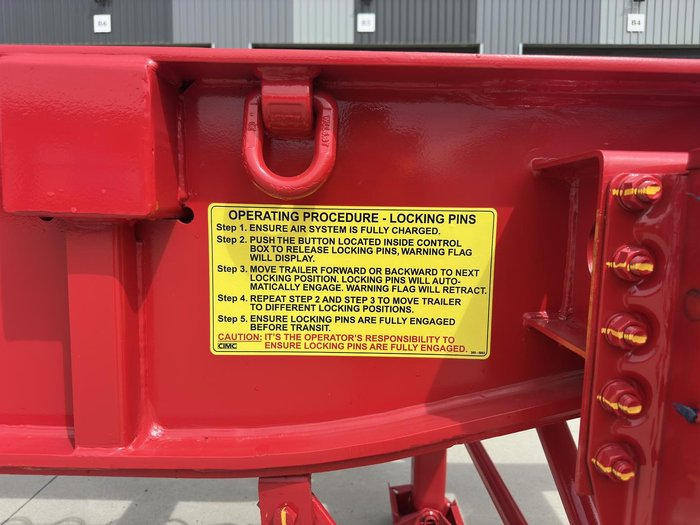 B6
B5
B4
OPERATING PROCEDURE - LOCKING PINS
Step 1. ENSURE AIR SYSTEM IS FULLY CHARGED.
Step 2. PUSH THE BUTTON LOCATED INSIDE CONTROL
BOX TO RELEASE LOCKING PINS, WARNING FLAG
WILL DISPLAY.
Step 3. MOVE TRAILER FORWARD OR BACKWARD TO NEXT
LOCKING POSITION. LOCKING PINS WILL AUTO-
MATICALLY ENGAGE. WARNING FLAG WILL RETRACT.
Step 4. REPEAT STEP 2 AND STEP 3 TO MOVE TRAILER
TO DIFFERENT LOCKING POSITIONS.
Step 5. ENSURE LOCKING PINS ARE FULLY ENGAGED
BEFORE TRANSIT.
CAUTION: IT'S THE OPERATOR'S RESPONSIBILITY TO
CIMC ENSURE LOCKING PINS ARE FULLY ENGAGED.